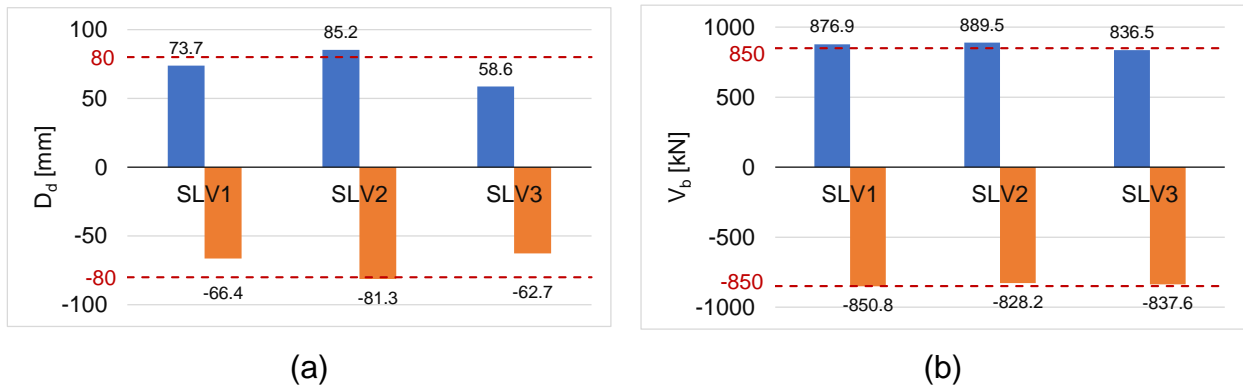 100
73.7
85.2
80
58.6
50
0
SLV1
SLV2
SLV3
-50
-80
-66.4
-81.3
-62.7
-100
D_d [mm]
(a)
1000
876.9
889.5
836.5
850
500
0
SLV1
SLV2
SLV3
-500
-850
-850.8
-828.2
-837.6
-1000
V_b [kN]
(b)